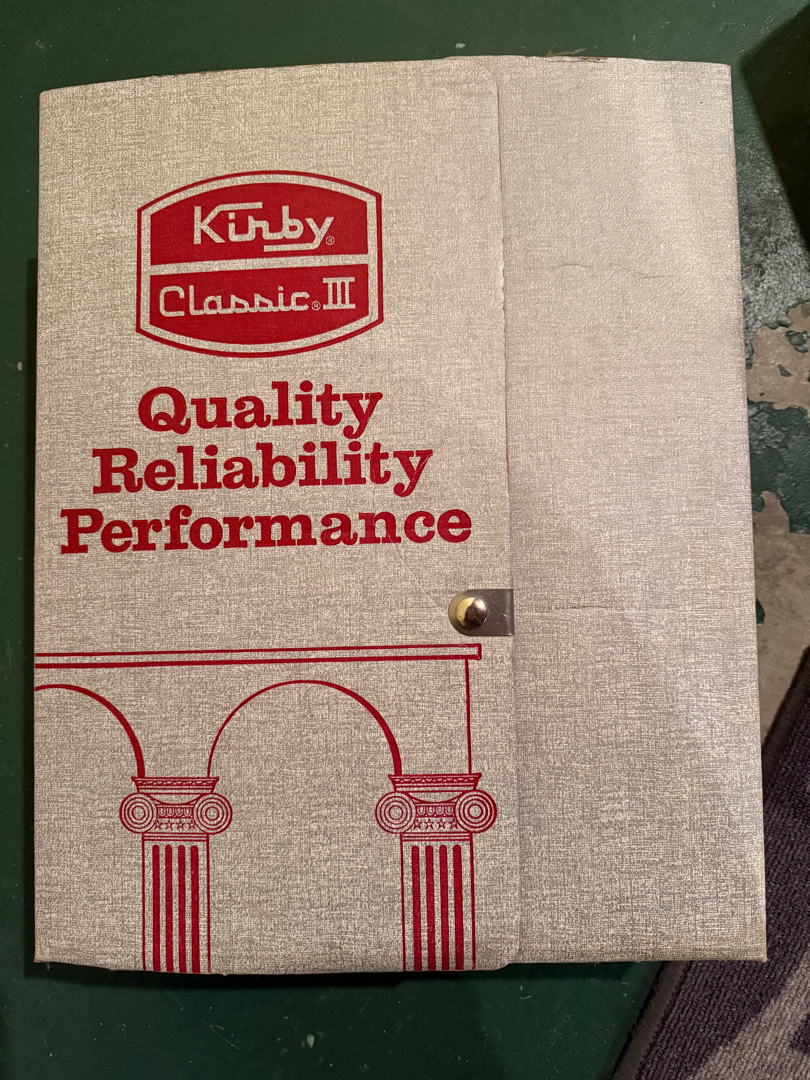 Kirby®
Classic® III
Quality
Reliability
Performance